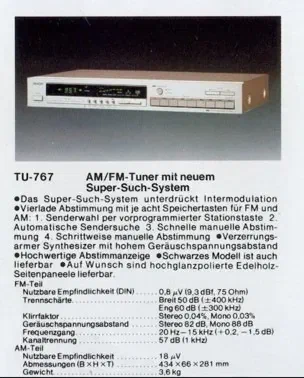 TU-767 AM/FM-Tuner mit neuem
Super-Such-System
●Das Super-Such-System unterdrückt Intermodulation
●Vierlade Abstimmung mit je acht Speichertasten für FM und
AM: 1. Senderwahl per vorprogrammierter Stationstaste 2.
Automatische Sendersuche 3. Schnelle manuelle Abstim-
mung 4. Schrittweise manuelle Abstimmung ●Verzerrungs-
armer Synthesizer mit hohem Geräuschspannungsabstand
●Hochwertige Abstimmanzeige ●Schwarzes Modell ist auch
lieferbar ●Auf Wunsch sind hochglanzpolierte Edelholz-
Seitenpaneele lieferbar.
FM-Teil
Nutzbare Empfindlichkeit (DIN) ...... 0,8 µV (9,3 dBf, 75 Ohm)
Trennschärfe .................. Breit 50 dB (±400 kHz)
Eng 60 dB (±300 kHz)
Klirrfaktor .................. Stereo 0,04%, Mono 0,03%
Geräuschspannungsabstand ...... Stereo 82 dB, Mono 88 dB
Frequenzgang .................. 20 Hz – 15 kHz (+0,2, –1,5 dB)
Kanaltrennung .................. 57 dB (1 kHz)
AM-Teil
Nutzbare Empfindlichkeit ............ 18 µV
Abmessungen (B × H × T) ............ 434 × 66 × 281 mm
Gewicht .................. 3,6 kg